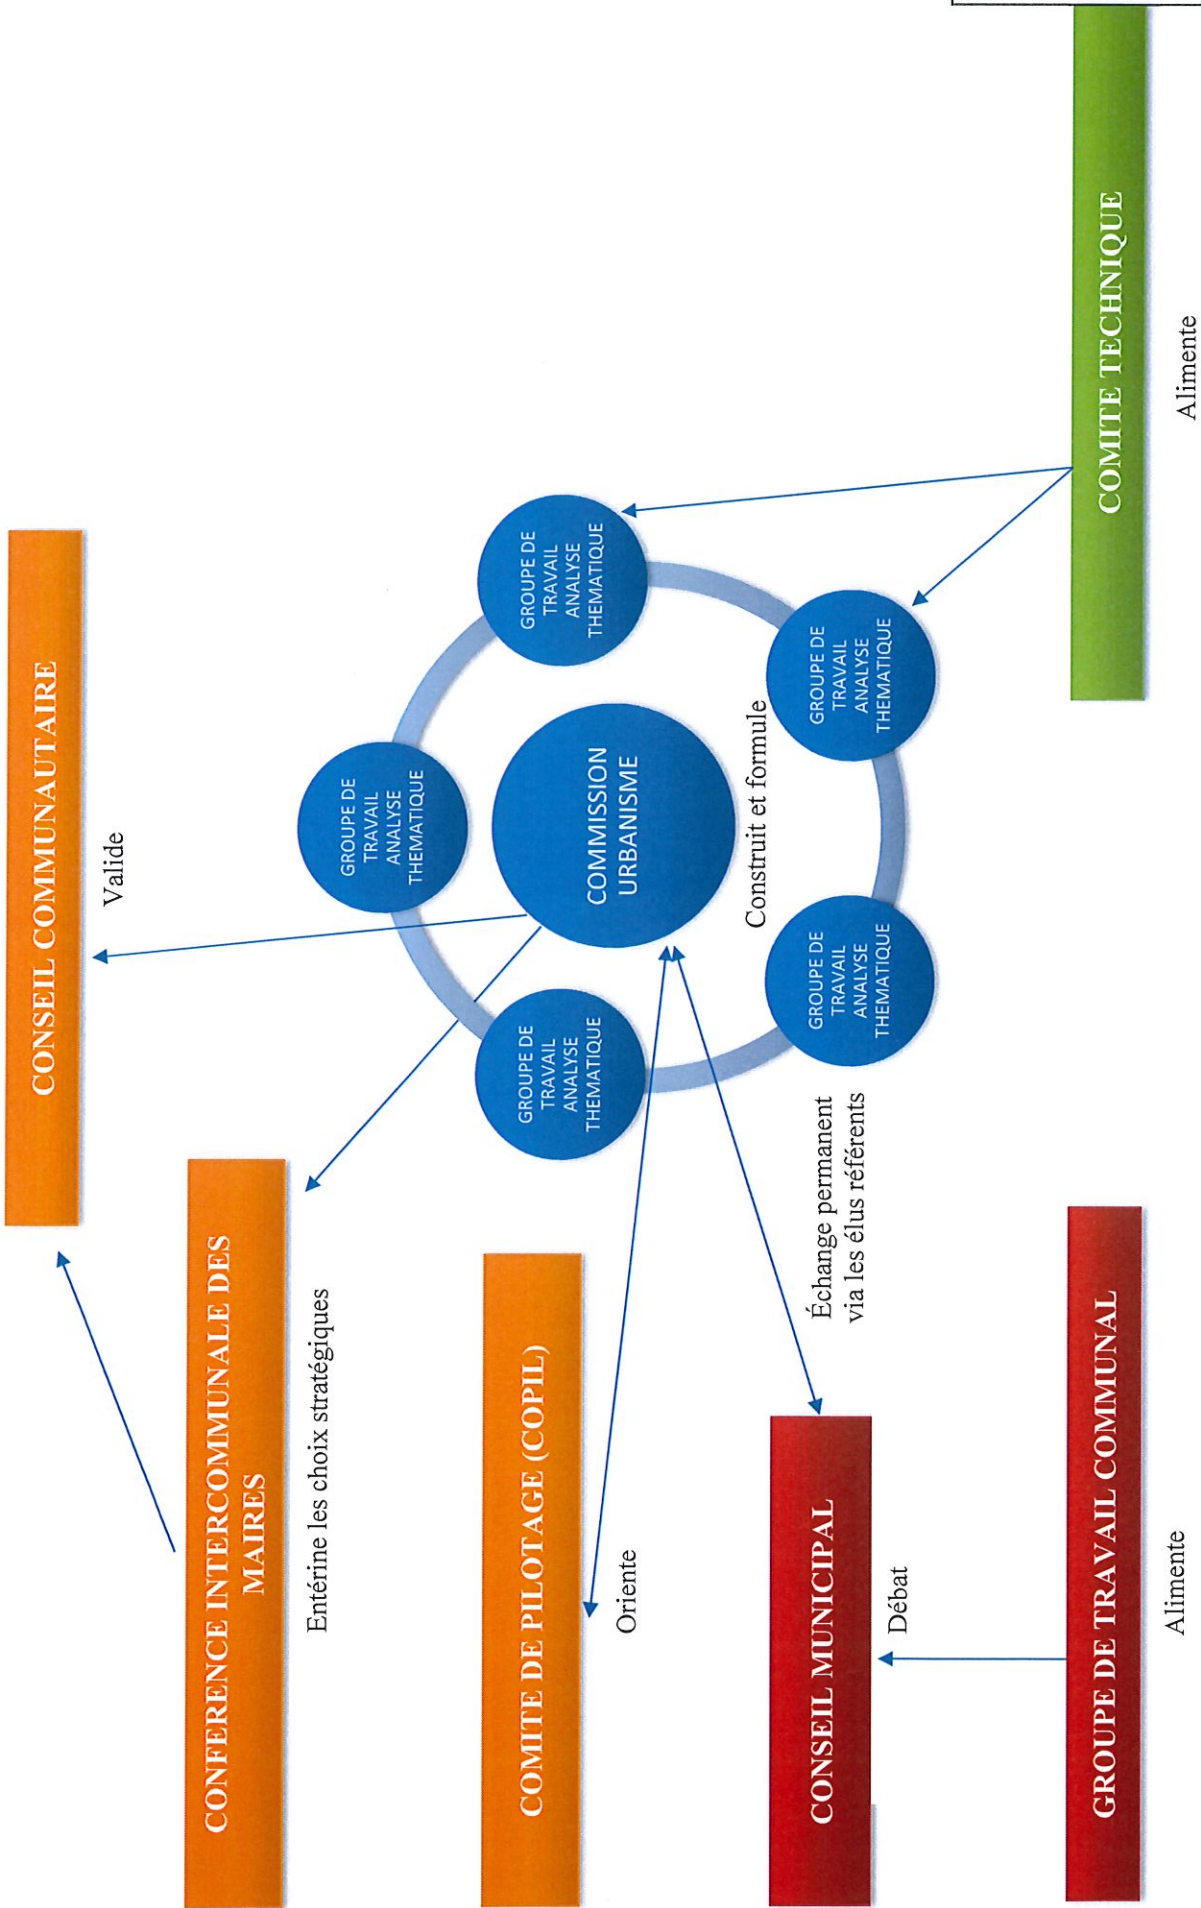 CONSEIL COMMUNAUTAIRE
Valide
CONFERENCE INTERCOMMUNALE DES
MAIRES
Entérine les choix stratégiques
COMITE DE PILOTAGE (COPIL)
Oriente
CONSEIL MUNICIPAL
Débat
GROUPE DE TRAVAIL COMMUNAL
Alimente
Échange permanent
via les élus référents
GROUPE DE
TRAVAIL
ANALYSE
THEMATIQUE
GROUPE DE
TRAVAIL
ANALYSE
THEMATIQUE
GROUPE DE
TRAVAIL
ANALYSE
THEMATIQUE
COMMISSION
URBANISME
Construit et formule
GROUPE DE
TRAVAIL
ANALYSE
THEMATIQUE
GROUPE DE
TRAVAIL
ANALYSE
THEMATIQUE
COMITE TECHNIQUE
Alimente